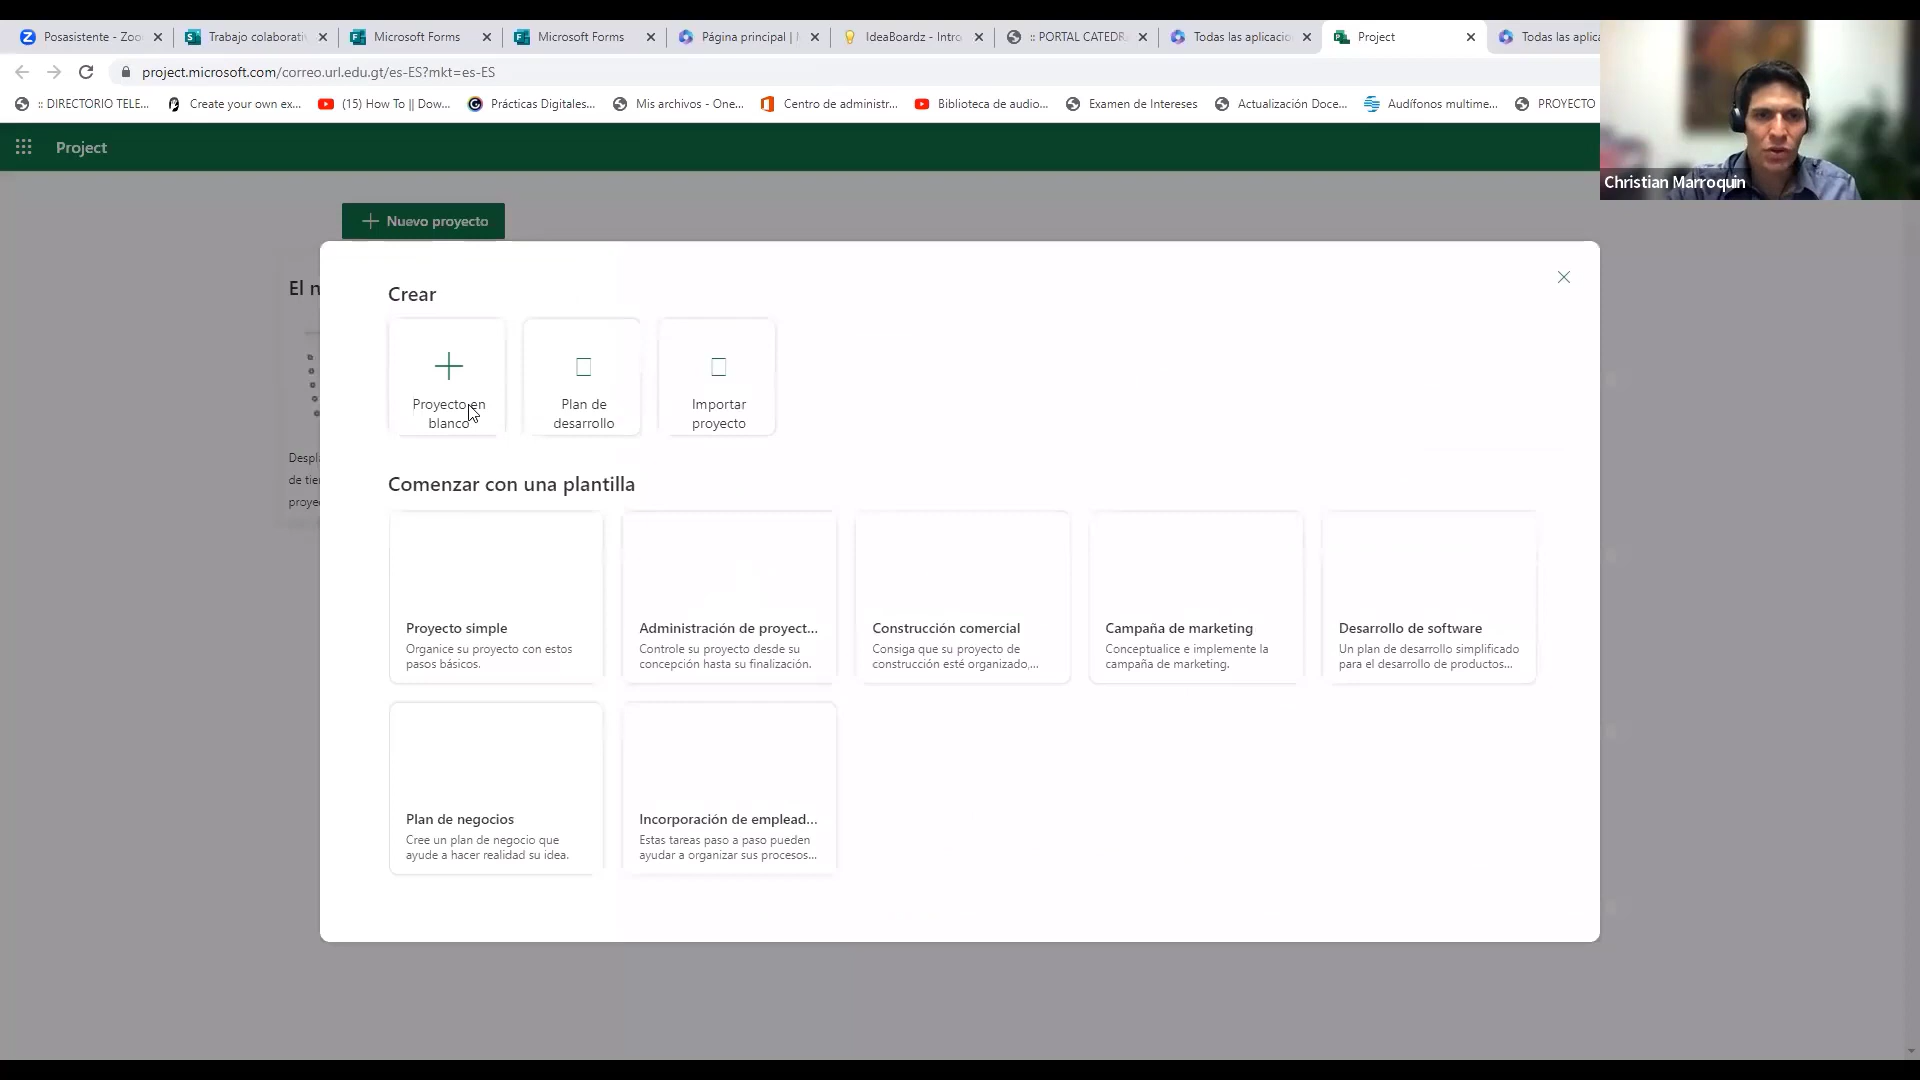 Posasistente - Zoo
Trabajo colaborati
Microsoft Forms
Microsoft Forms
Página principal |
IdeaBoardz - Intro
:: PORTAL CATEDR
Todas las aplicacio
Project
Todas las aplica
project.microsoft.com/correo.url.edu.gt/es-ES?mkt=es-ES
:: DIRECTORIO TELE...
Create your own ex...
(15) How To || Dow...
Prácticas Digitales...
Mis archivos - One...
Centro de administr...
Biblioteca de audio...
Examen de Intereses
Actualización Doce...
Audífonos multime...
PROYECTO
Project
Christian Marroquin
Nuevo proyecto
El n
Despl
de tie
proye
Crear
Proyecto en
blanco
Plan de
desarrollo
Importar
proyecto
Comenzar con una plantilla
Proyecto simple
Organice su proyecto con estos
pasos básicos.
Administración de proyect...
Controle su proyecto desde su
concepción hasta su finalización.
Construcción comercial
Consiga que su proyecto de
construcción esté organizado,...
Campaña de marketing
Conceptualice e implemente la
campaña de marketing.
Desarrollo de software
Un plan de desarrollo simplificado
para el desarrollo de productos...
Plan de negocios
Cree un plan de negocio que
ayude a hacer realidad su idea.
Incorporación de emplead...
Estas tareas paso a paso pueden
ayudar a organizar sus procesos...